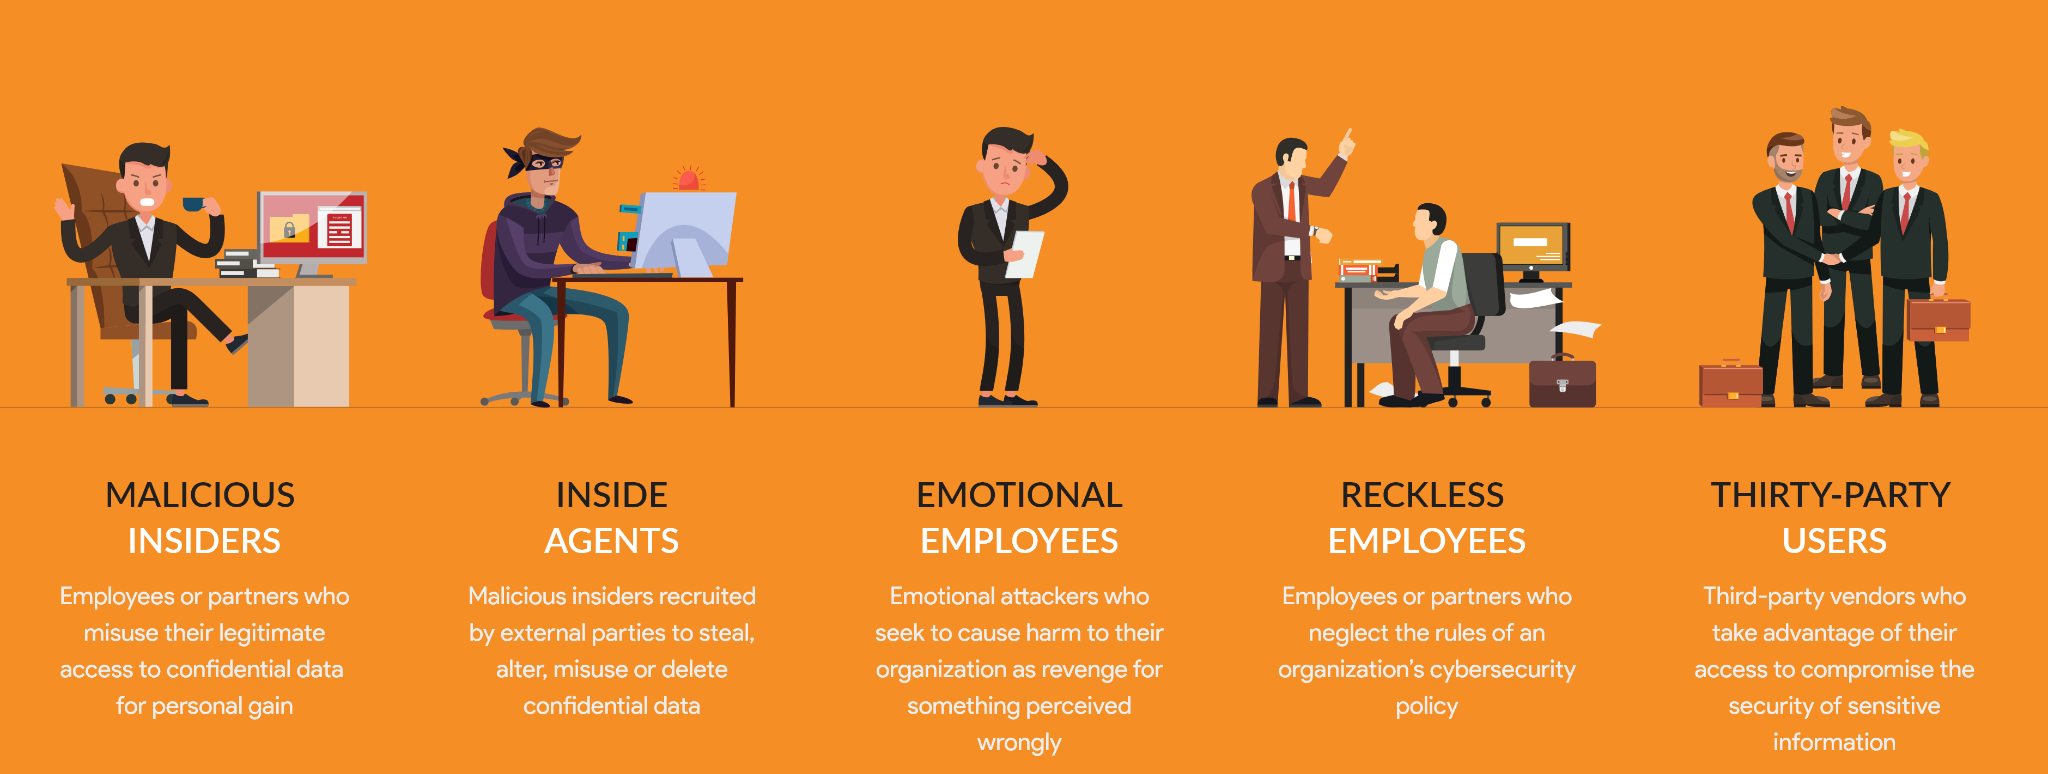 MALICIOUS
INSIDERS
Employees or partners who
misuse their legitimate
access to confidential data
for personal gain
INSIDE
AGENTS
Malicious insiders recruited
by external parties to steal,
alter, misuse or delete
confidential data
EMOTIONAL
EMPLOYEES
Emotional attackers who
seek to cause harm to their
organization as revenge for
something perceived
wrongly
RECKLESS
EMPLOYEES
Employees or partners who
neglect the rules of an
organization’s cybersecurity
policy
THIRTY-PARTY
USERS
Third-party vendors who
take advantage of their
access to compromise the
security of sensitive
information